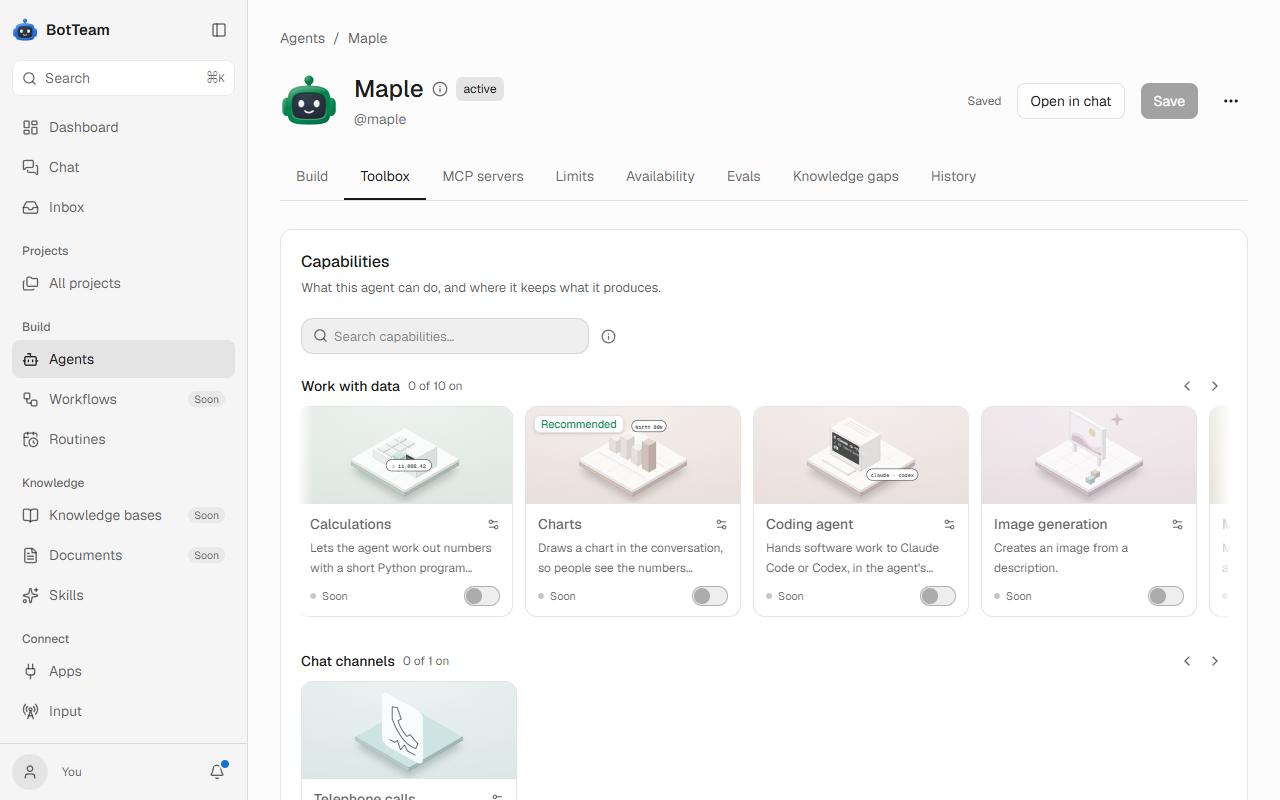 BotTeam
Search ⌘K
Dashboard
Chat
Inbox
Projects
All projects
Build
Agents
Workflows Soon
Routines
Knowledge
Knowledge bases Soon
Documents Soon
Skills
Connect
Apps
Input
You
Agents / Maple
Maple active
@maple
Saved Open in chat Save
Build Toolbox MCP servers Limits Availability Evals Knowledge gaps History
Capabilities
What this agent can do, and where it keeps what it produces.
Search capabilities…
Work with data 0 of 10 on
Calculations
Lets the agent work out numbers
with a short Python program…
Soon
Recommended
Charts
Draws a chart in the conversation,
so people see the numbers…
Soon
claude · codex
Coding agent
Hands software work to Claude
Code or Codex, in the agent's…
Soon
Image generation
Creates an image from a
description.
Soon
Chat channels 0 of 1 on
Telephone calls